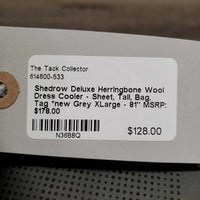 The Tack Collector
614600-533
Shedrow Deluxe Herringbone Wool
Dress Cooler - Sheet, Tail, Bag,
Tag *new Grey XLarge - 81" MSRP:
$178.00
N36BBQ
$128.00